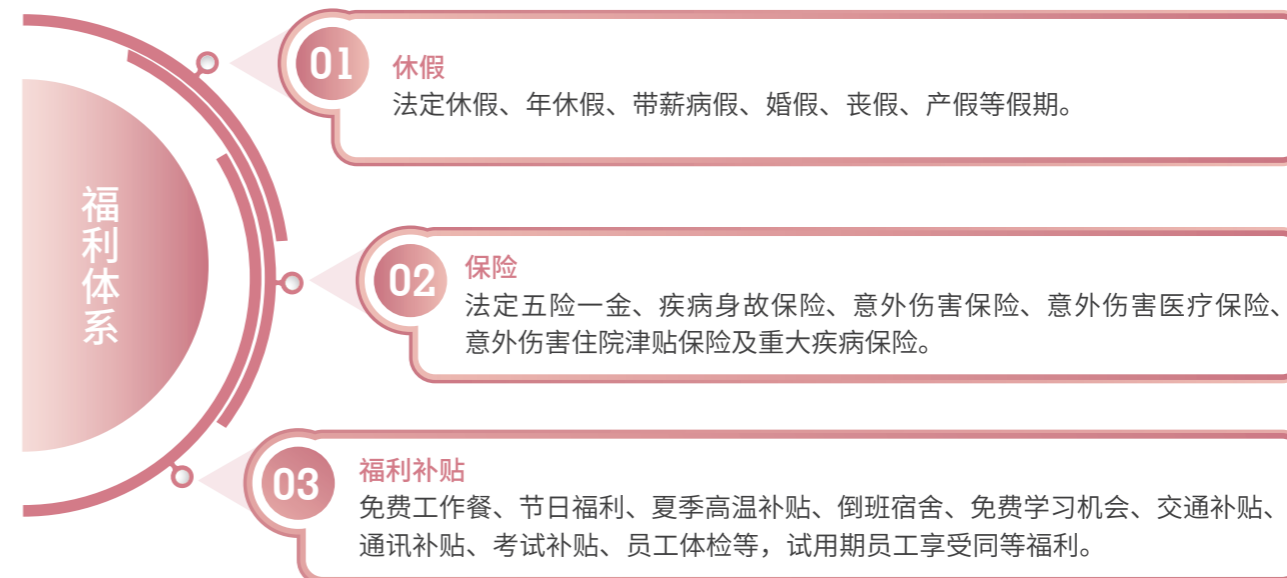 福利体系
01
休假
法定休假、年休假、带薪病假、婚假、丧假、产假等假期。
02
保险
法定五险一金、疾病身故保险、意外伤害保险、意外伤害医疗保险、
意外伤害住院津贴保险及重大疾病保险。
03
福利补贴
免费工作餐、节日福利、夏季高温补贴、倒班宿舍、免费学习机会、交通补贴、
通讯补贴、考试补贴、员工体检等，试用期员工享受同等福利。